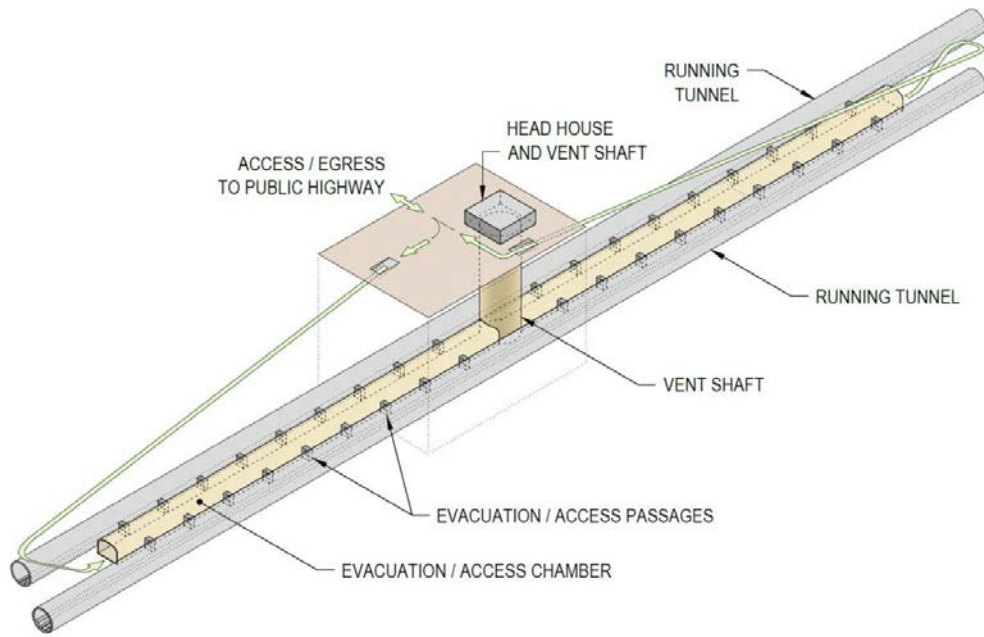 RUNNING
TUNNEL
HEAD HOUSE
AND VENT SHAFT
ACCESS / EGRESS
TO PUBLIC HIGHWAY
RUNNING TUNNEL
VENT SHAFT
EVACUATION / ACCESS PASSAGES
EVACUATION / ACCESS CHAMBER